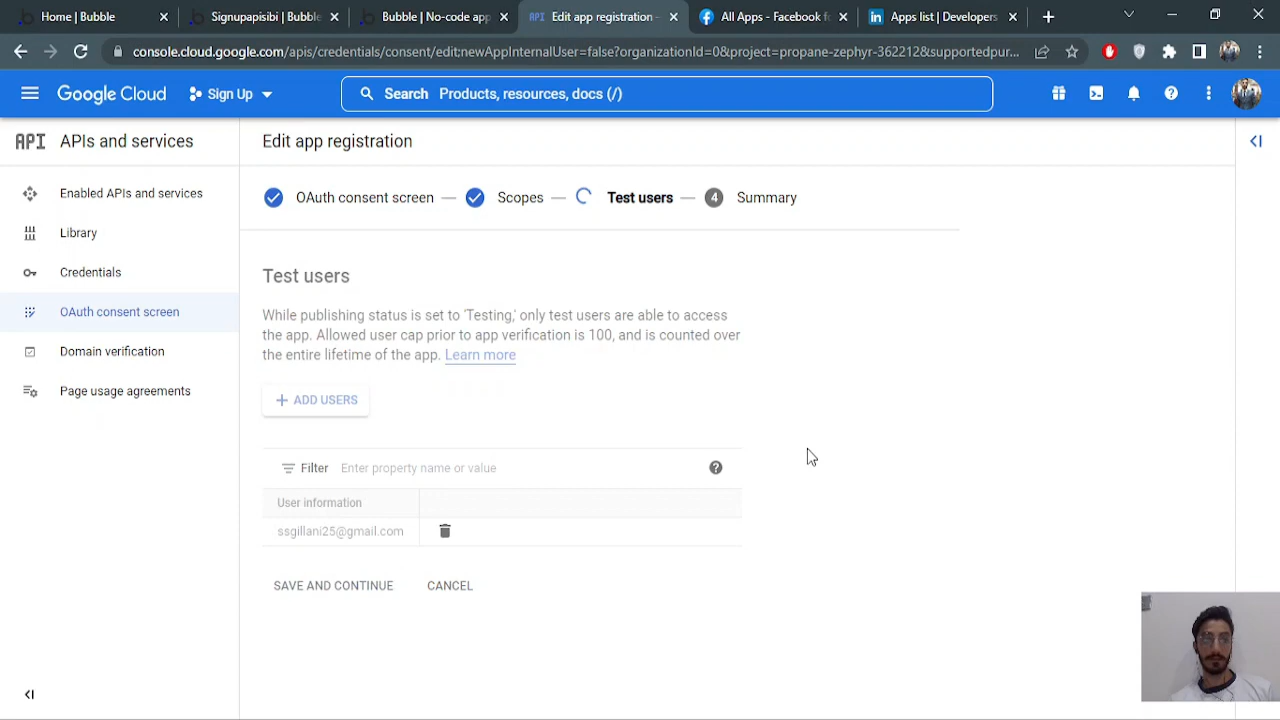 Home | Bubble
Signupapisibi | Bubble
Bubble | No-code app
API Edit app registration -
All Apps - Facebook fo
Apps list | Developers
console.cloud.google.com/apis/credentials/consent/edit:newAppInternalUser=false?organizationId=0&project=propane-zephyr-362212&supportedpur...
Google Cloud
Sign Up
Search Products, resources, docs (/)
API APIs and services
Edit app registration
Enabled APIs and services
Library
Credentials
OAuth consent screen
Domain verification
Page usage agreements
OAuth consent screen — Scopes — Test users — 4 Summary
Test users
While publishing status is set to 'Testing,' only test users are able to access
the app. Allowed user cap prior to app verification is 100, and is counted over
the entire lifetime of the app. Learn more
+ ADD USERS
Filter Enter property name or value
User information
ssgillani25@gmail.com
SAVE AND CONTINUE CANCEL